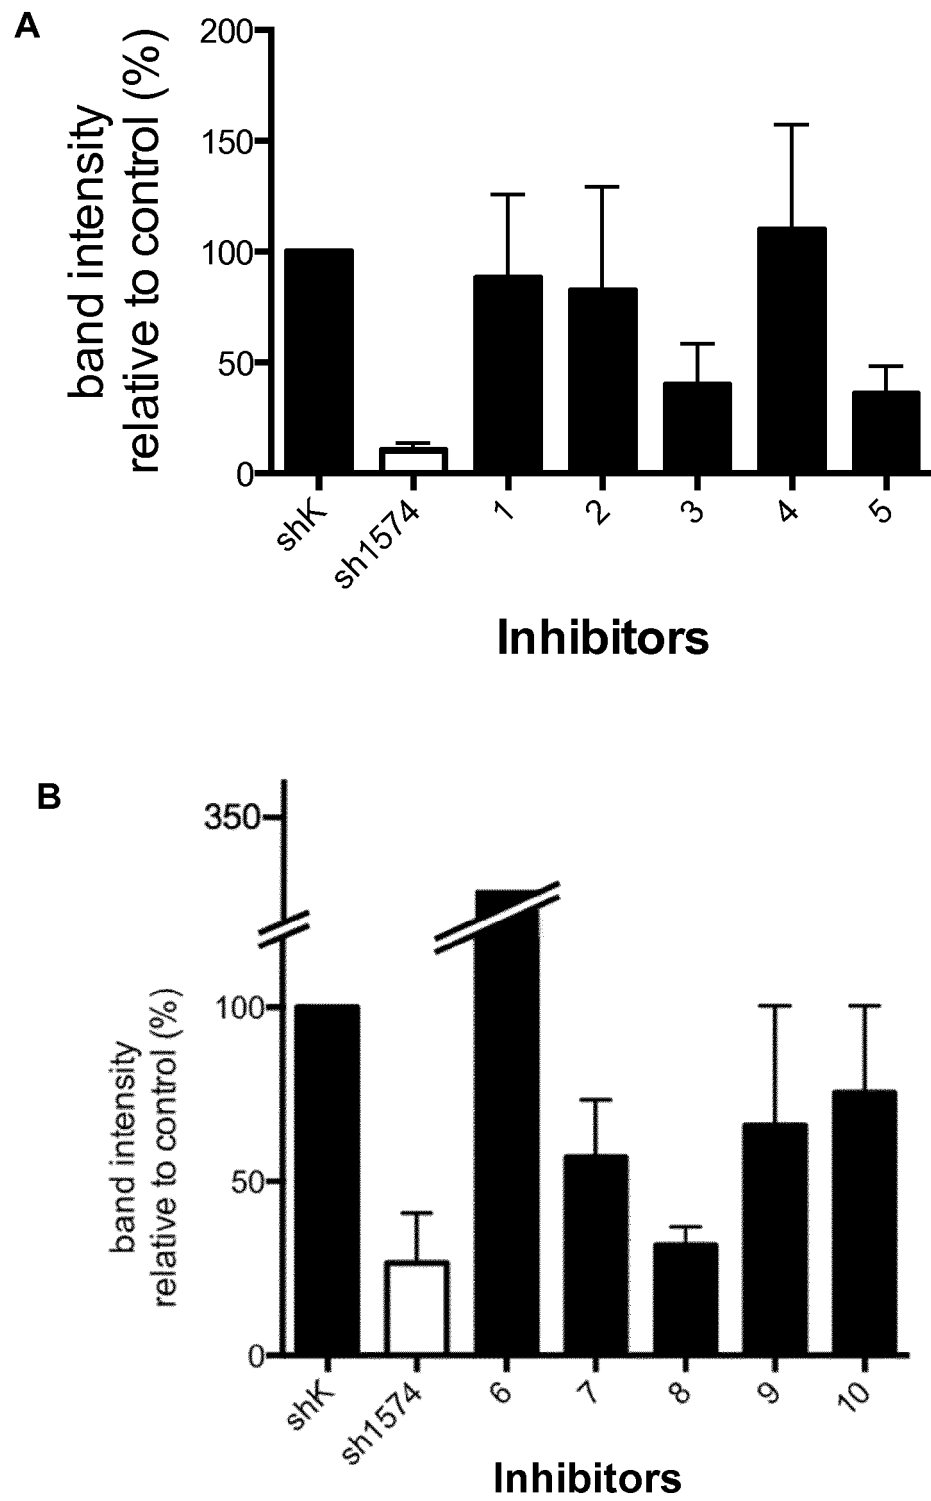 A
band intensity
relative to control (%)
200
150
100
50
0
shK
sh1574
1
2
3
4
5
Inhibitors
B
band intensity
relative to control (%)
350
100
50
0
shK
sh1574
6
7
8
9
10
Inhibitors